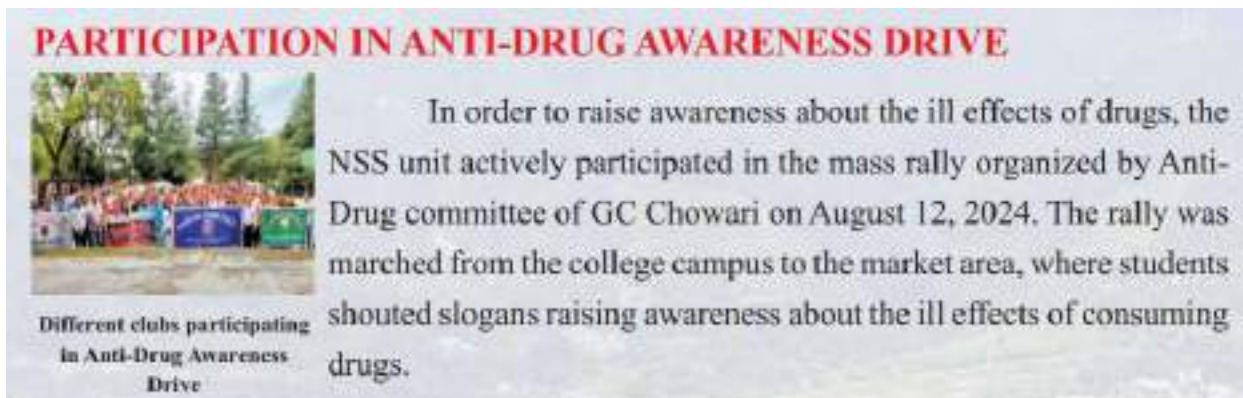 PARTICIPATION IN ANTI-DRUG AWARENESS DRIVE
In order to raise awareness about the ill effects of drugs, the
NSS unit actively participated in the mass rally organized by Anti-
Drug committee of GC Chowari on August 12, 2024. The rally was
marched from the college campus to the market area, where students
shouted slogans raising awareness about the ill effects of consuming
drugs.
Different clubs participating
in Anti-Drug Awareness
Drive